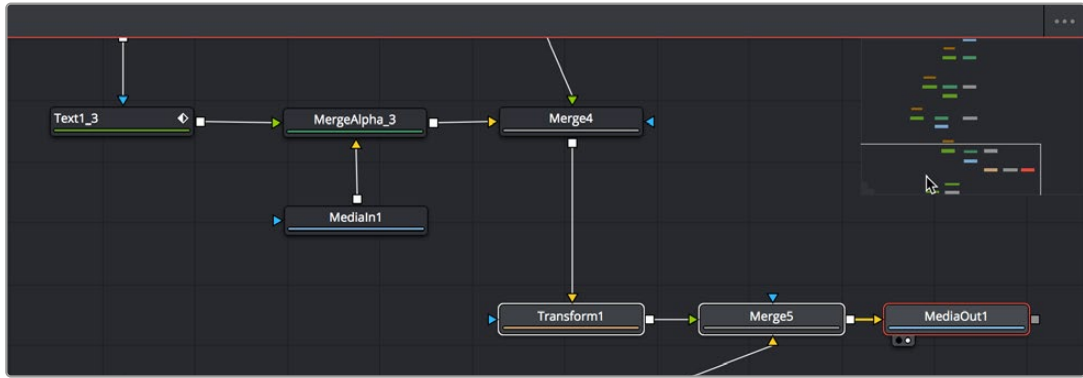 Text1_3
MergeAlpha_3
Merge4
MediaIn1
Transform1
Merge5
MediaOut1